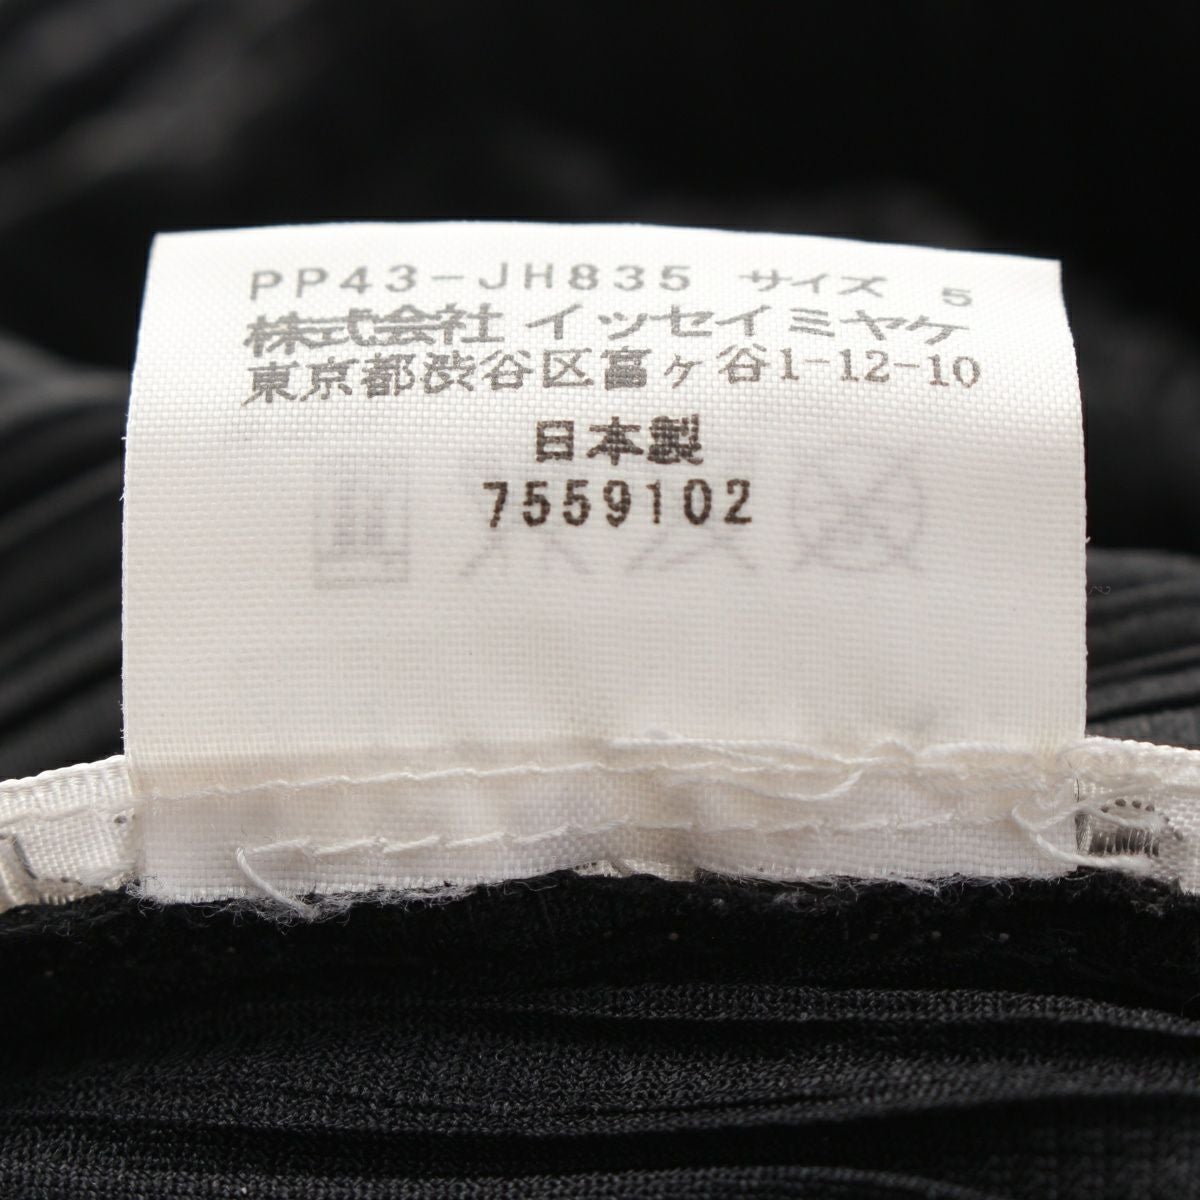 PP43-JH835 サイズ 5
株式会社 イッセイミヤケ
東京都渋谷区富ヶ谷1-12-10
日本製
7559102